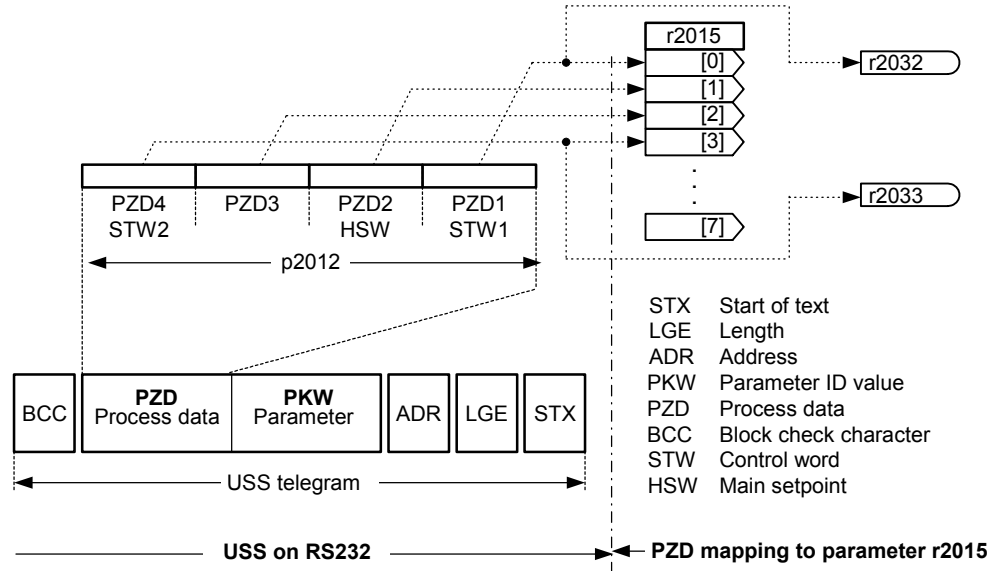 r2015
[0]
r2032
[1]
[2]
[3]
.
.
.
r2033
[7]
PZD4 PZD3 PZD2 PZD1
STW2 HSW STW1
p2012
STX Start of text
LGE Length
ADR Address
PKW Parameter ID value
PZD Process data
BCC Block check character
STW Control word
HSW Main setpoint
BCC PZD Process data PKW Parameter ADR LGE STX
USS telegram
USS on RS232
PZD mapping to parameter r2015